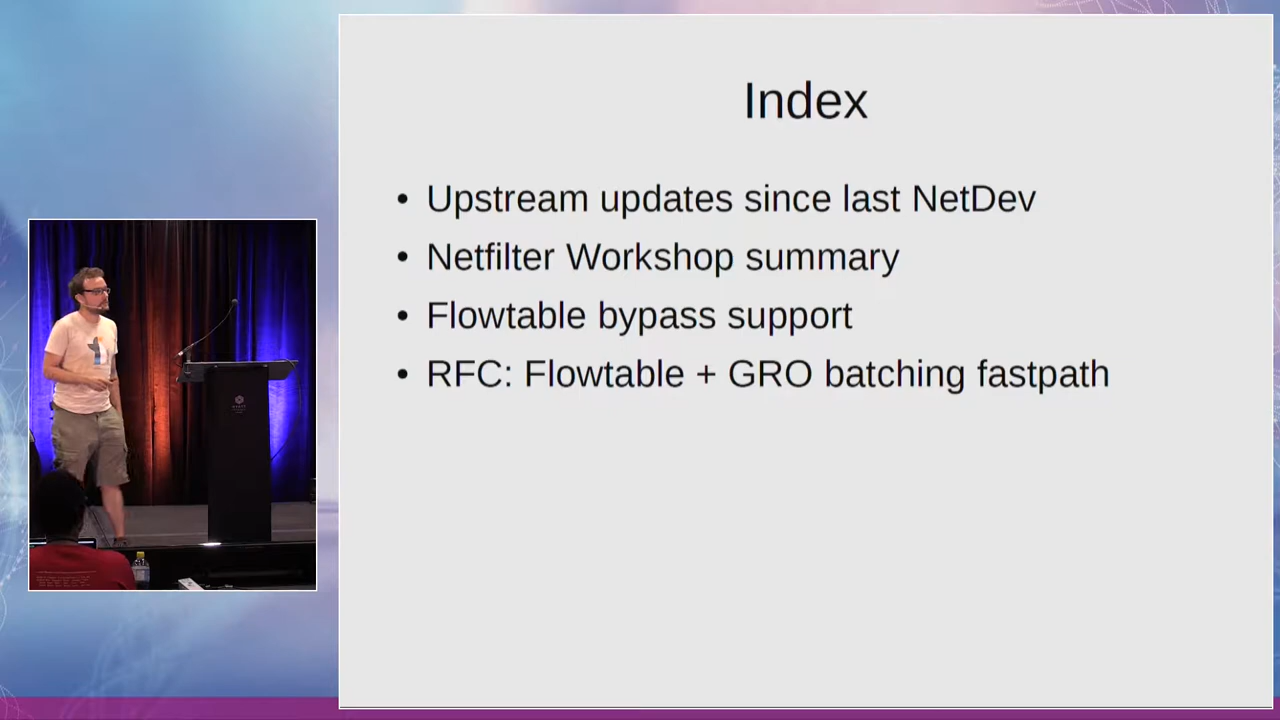 Index
• Upstream updates since last NetDev
• Netfilter Workshop summary
• Flowtable bypass support
• RFC: Flowtable + GRO batching fastpath